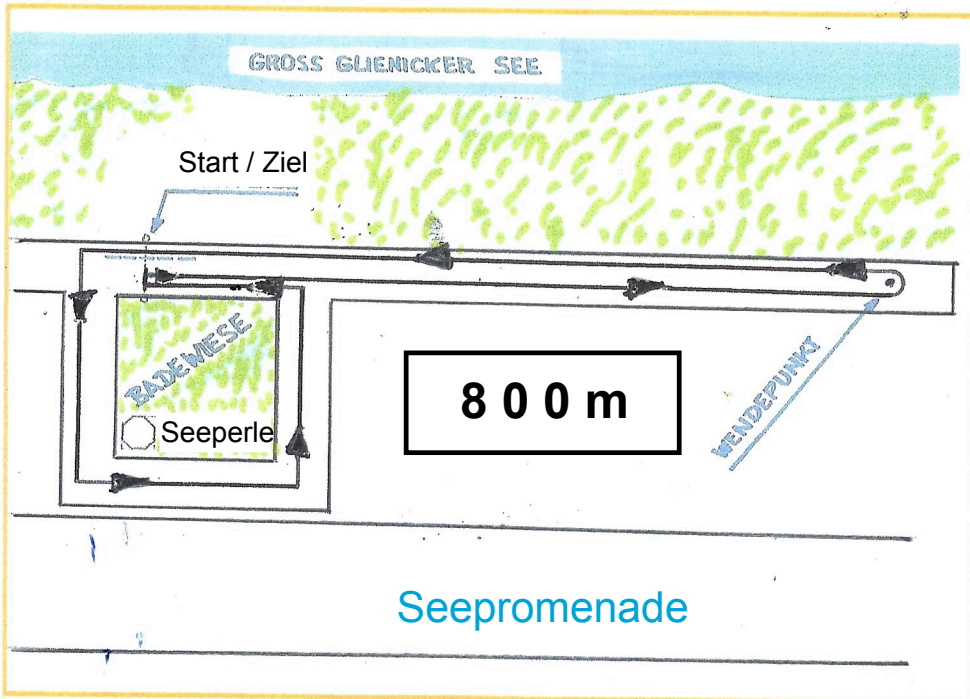 GROSS GLIENICKER SEE
Start / Ziel
BADEWIESE
Seeperle
8 0 0 m
WENDEPUNKT
Seepromenade